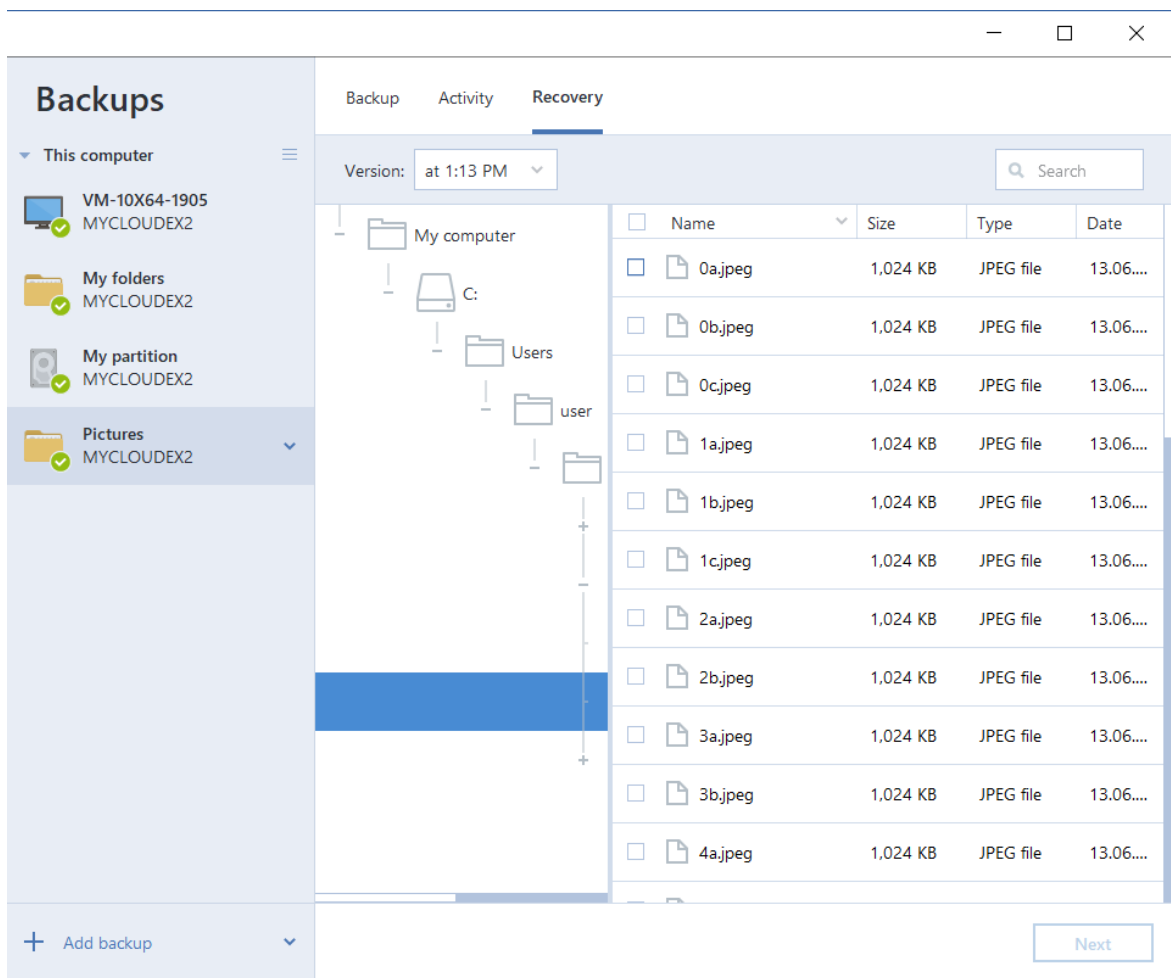 Backups
This computer
VM-10X64-1905
MYCLOUDEX2
My folders
MYCLOUDEX2
My partition
MYCLOUDEX2
Pictures
MYCLOUDEX2
Add backup
Backup Activity Recovery
Version: at 1:13 PM Search
My computer
C:
Users
user
Name Size Type Date
0a.jpeg 1,024 KB JPEG file 13.06....
0b.jpeg 1,024 KB JPEG file 13.06....
0c.jpeg 1,024 KB JPEG file 13.06....
1a.jpeg 1,024 KB JPEG file 13.06....
1b.jpeg 1,024 KB JPEG file 13.06....
1c.jpeg 1,024 KB JPEG file 13.06....
2a.jpeg 1,024 KB JPEG file 13.06....
2b.jpeg 1,024 KB JPEG file 13.06....
3a.jpeg 1,024 KB JPEG file 13.06....
3b.jpeg 1,024 KB JPEG file 13.06....
4a.jpeg 1,024 KB JPEG file 13.06....
Next